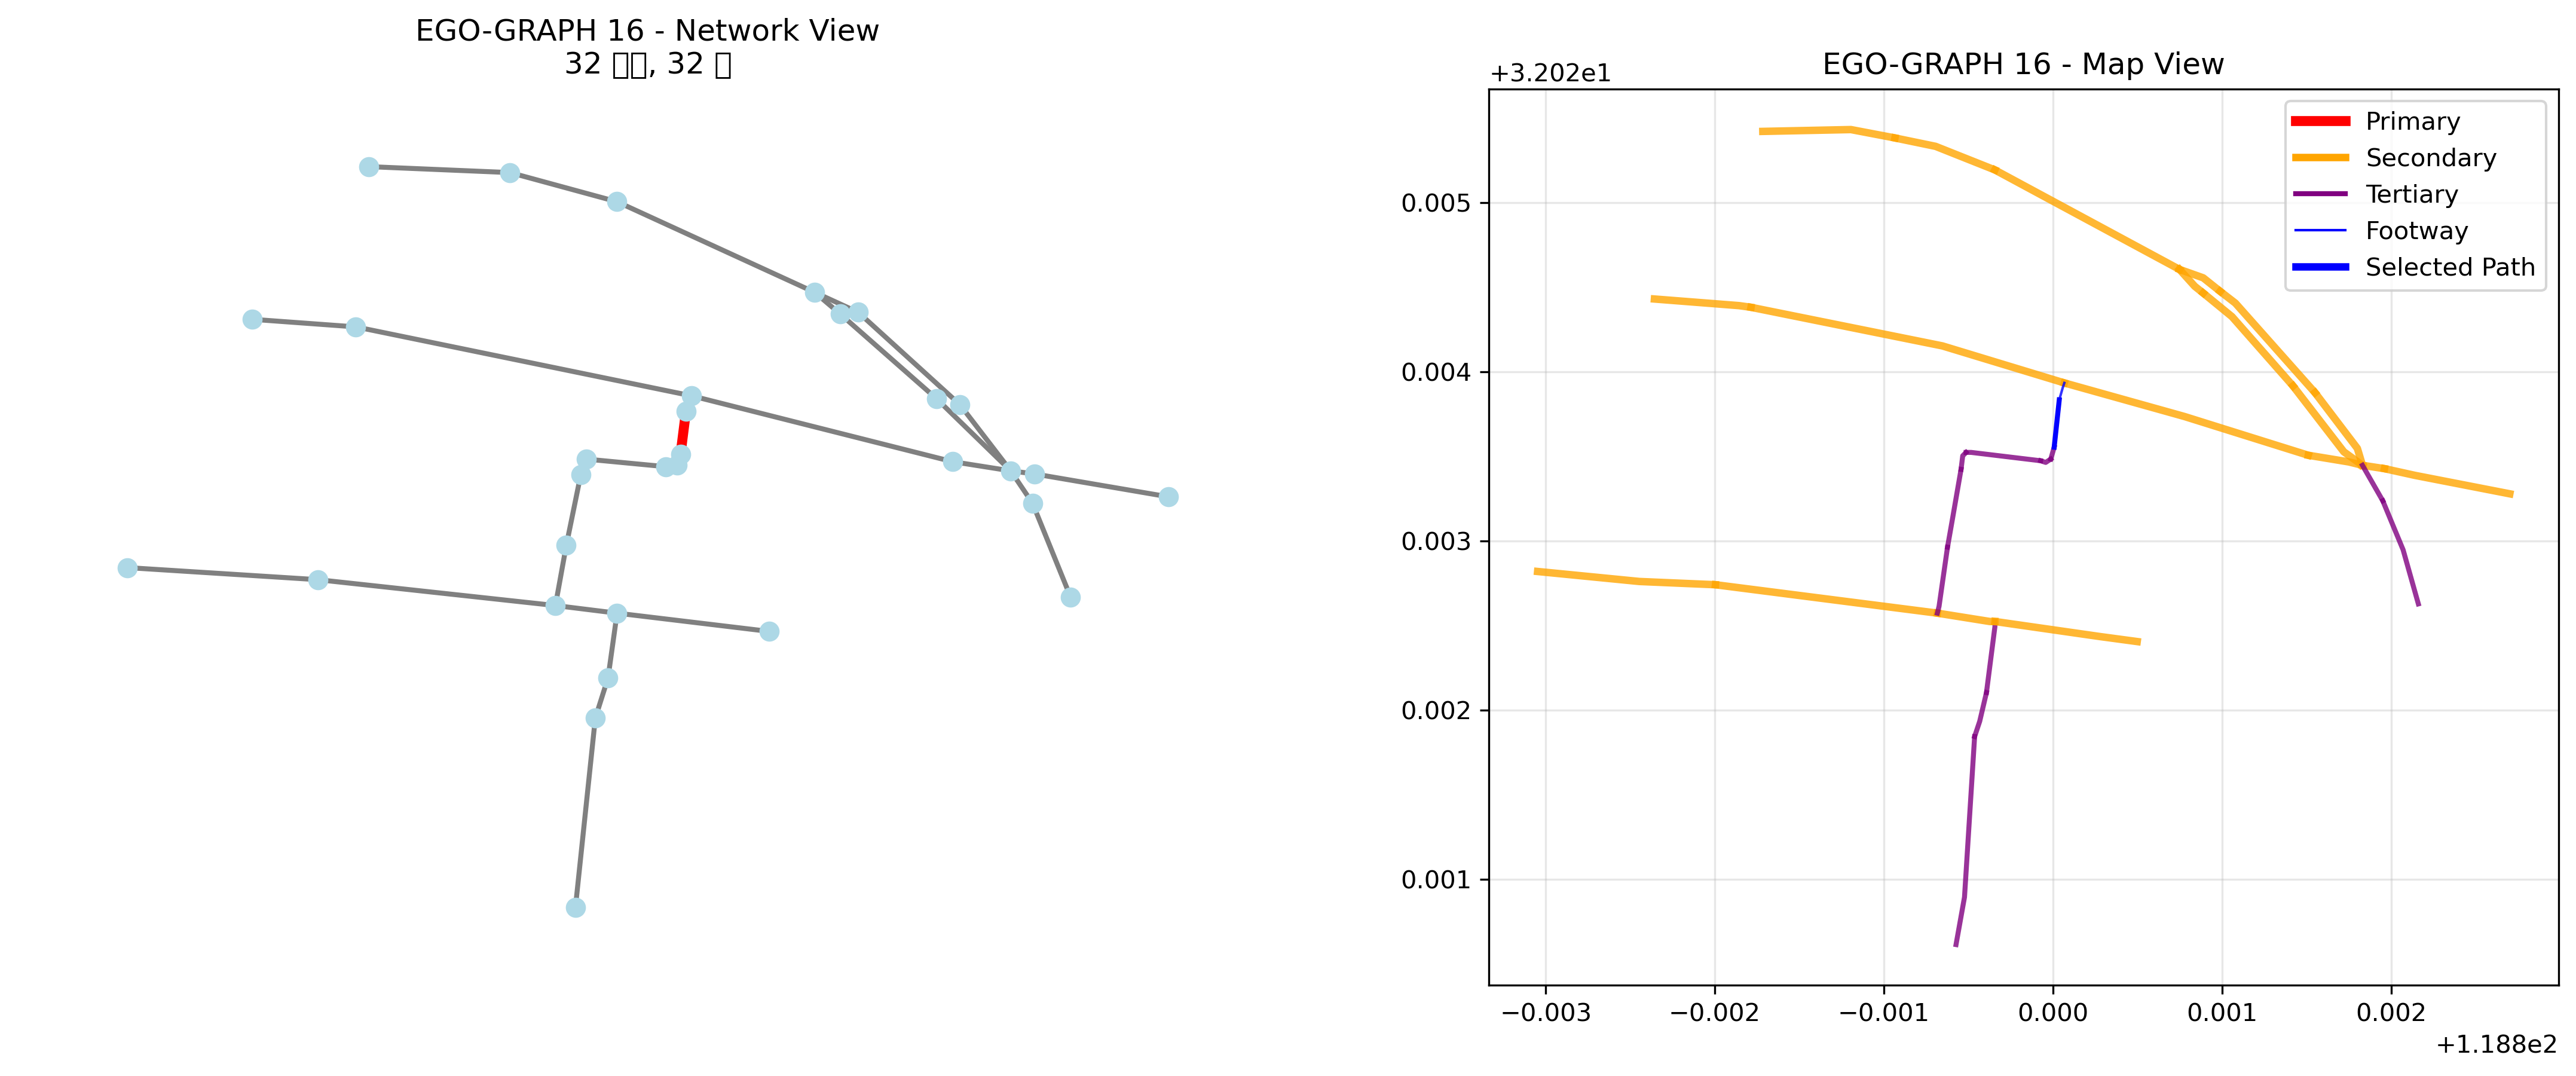 EGO-GRAPH 16 - Network View
32 , 32
EGO-GRAPH 16 - Map View
+3.202e1
Primary
Secondary
Tertiary
Footway
Selected Path
0.005
0.004
0.003
0.002
0.001
−0.003
−0.002
−0.001
0.000
0.001
0.002
+1.188e2